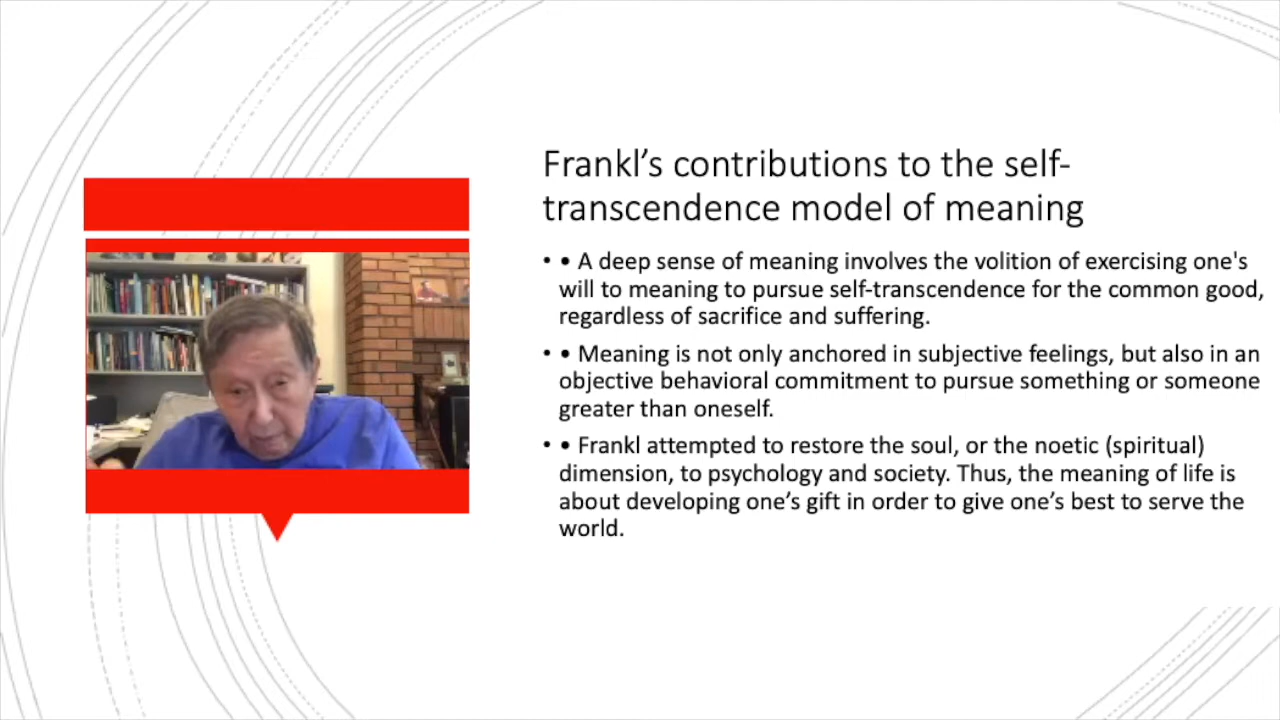 Frankl’s contributions to the self-
transcendence model of meaning
• • A deep sense of meaning involves the volition of exercising one's
will to meaning to pursue self-transcendence for the common good,
regardless of sacrifice and suffering.
• • Meaning is not only anchored in subjective feelings, but also in an
objective behavioral commitment to pursue something or someone
greater than oneself.
• • Frankl attempted to restore the soul, or the noetic (spiritual)
dimension, to psychology and society. Thus, the meaning of life is
about developing one’s gift in order to give one’s best to serve the
world.